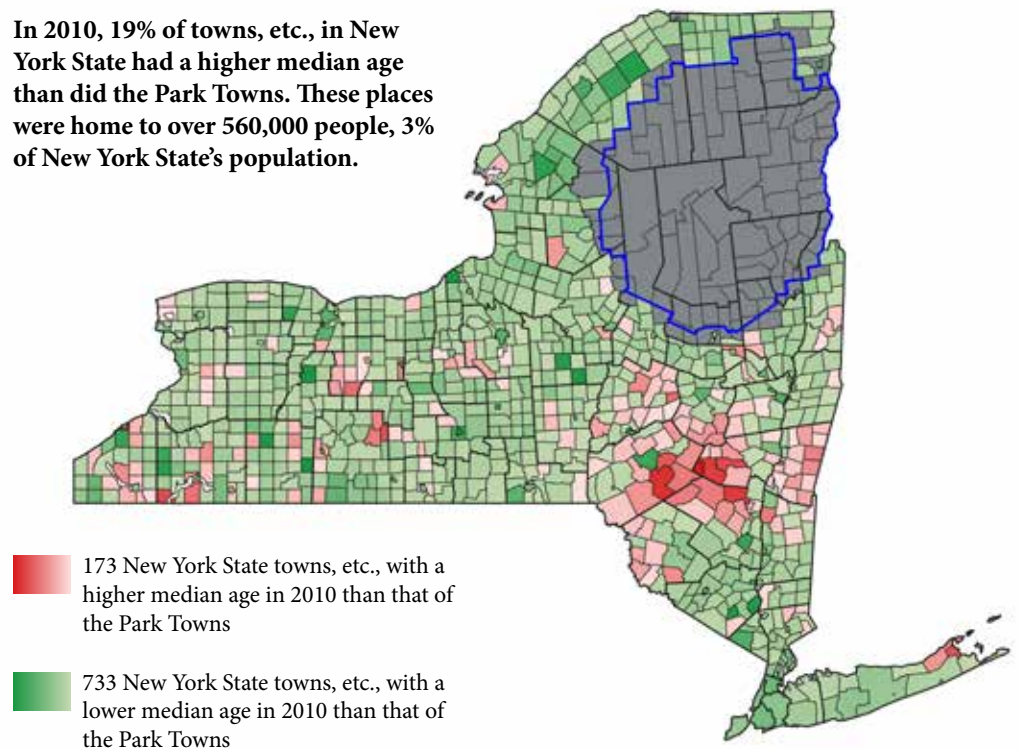 In 2010, 19% of towns, etc., in New
York State had a higher median age
than did the Park Towns. These places
were home to over 560,000 people, 3%
of New York State's population.
173 New York State towns, etc., with a
higher median age in 2010 than that of
the Park Towns
733 New York State towns, etc., with a
lower median age in 2010 than that of
the Park Towns